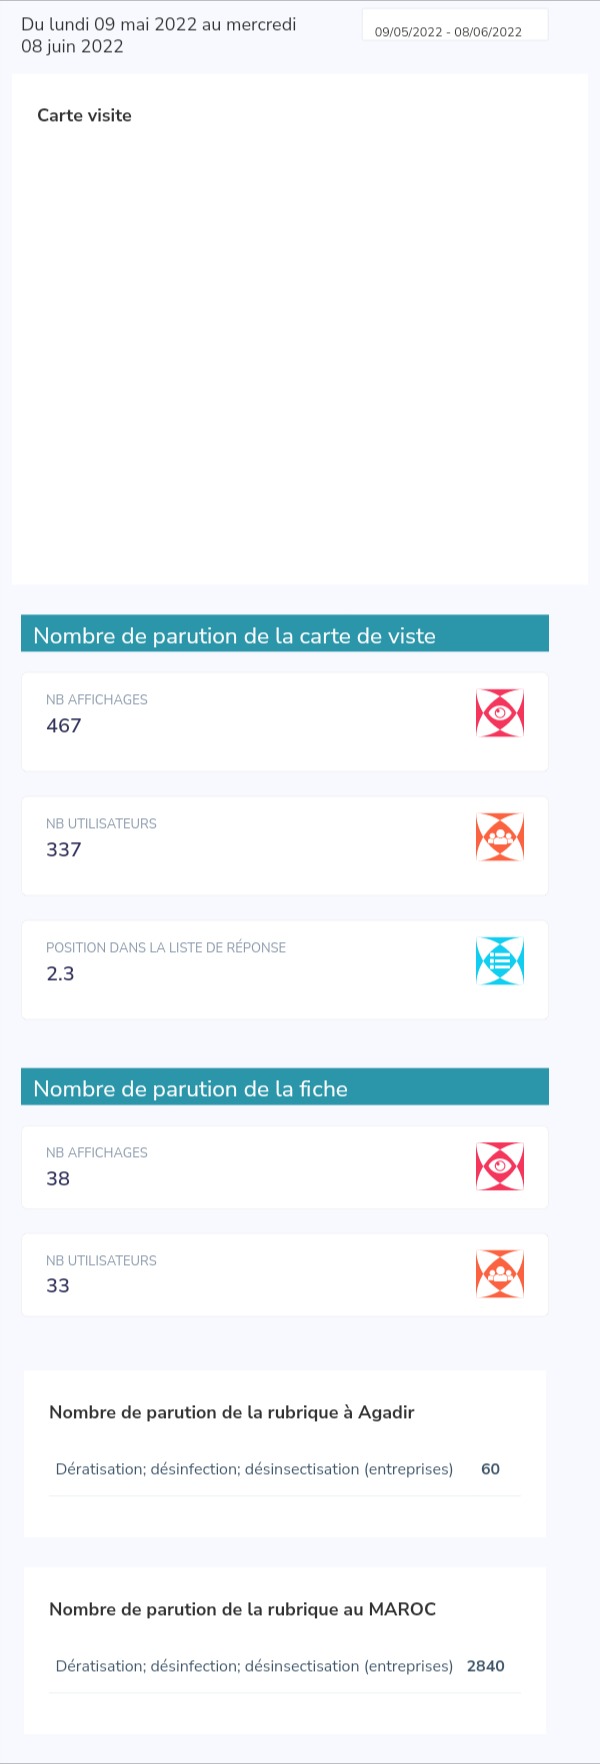 Du lundi 09 mai 2022 au mercredi
08 juin 2022
09/05/2022 - 08/06/2022
Carte visite
Nombre de parution de la carte de viste
NB AFFICHAGES
467
NB UTILISATEURS
337
POSITION DANS LA LISTE DE RÉPONSE
2.3
Nombre de parution de la fiche
NB AFFICHAGES
38
NB UTILISATEURS
33
Nombre de parution de la rubrique à Agadir
Dératisation; désinfection; désinsectisation (entreprises) 60
Nombre de parution de la rubrique au MAROC
Dératisation; désinfection; désinsectisation (entreprises) 2840